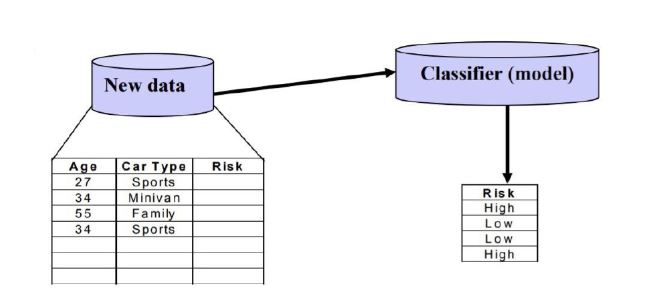 New data
Classifier (model)
Age Car Type Risk
27 Sports
34 Minivan
55 Family
34 Sports
Risk
High
Low
Low
High